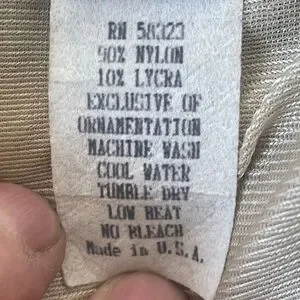 RN 58323
90% NYLON
10% LYCRA
EXCLUSIVE OF
ORNAMENTATION
MACHINE WASH
COOL WATER
TUMBLE DRY
LOW HEAT
NO BLEACH
Made in U.S.A.